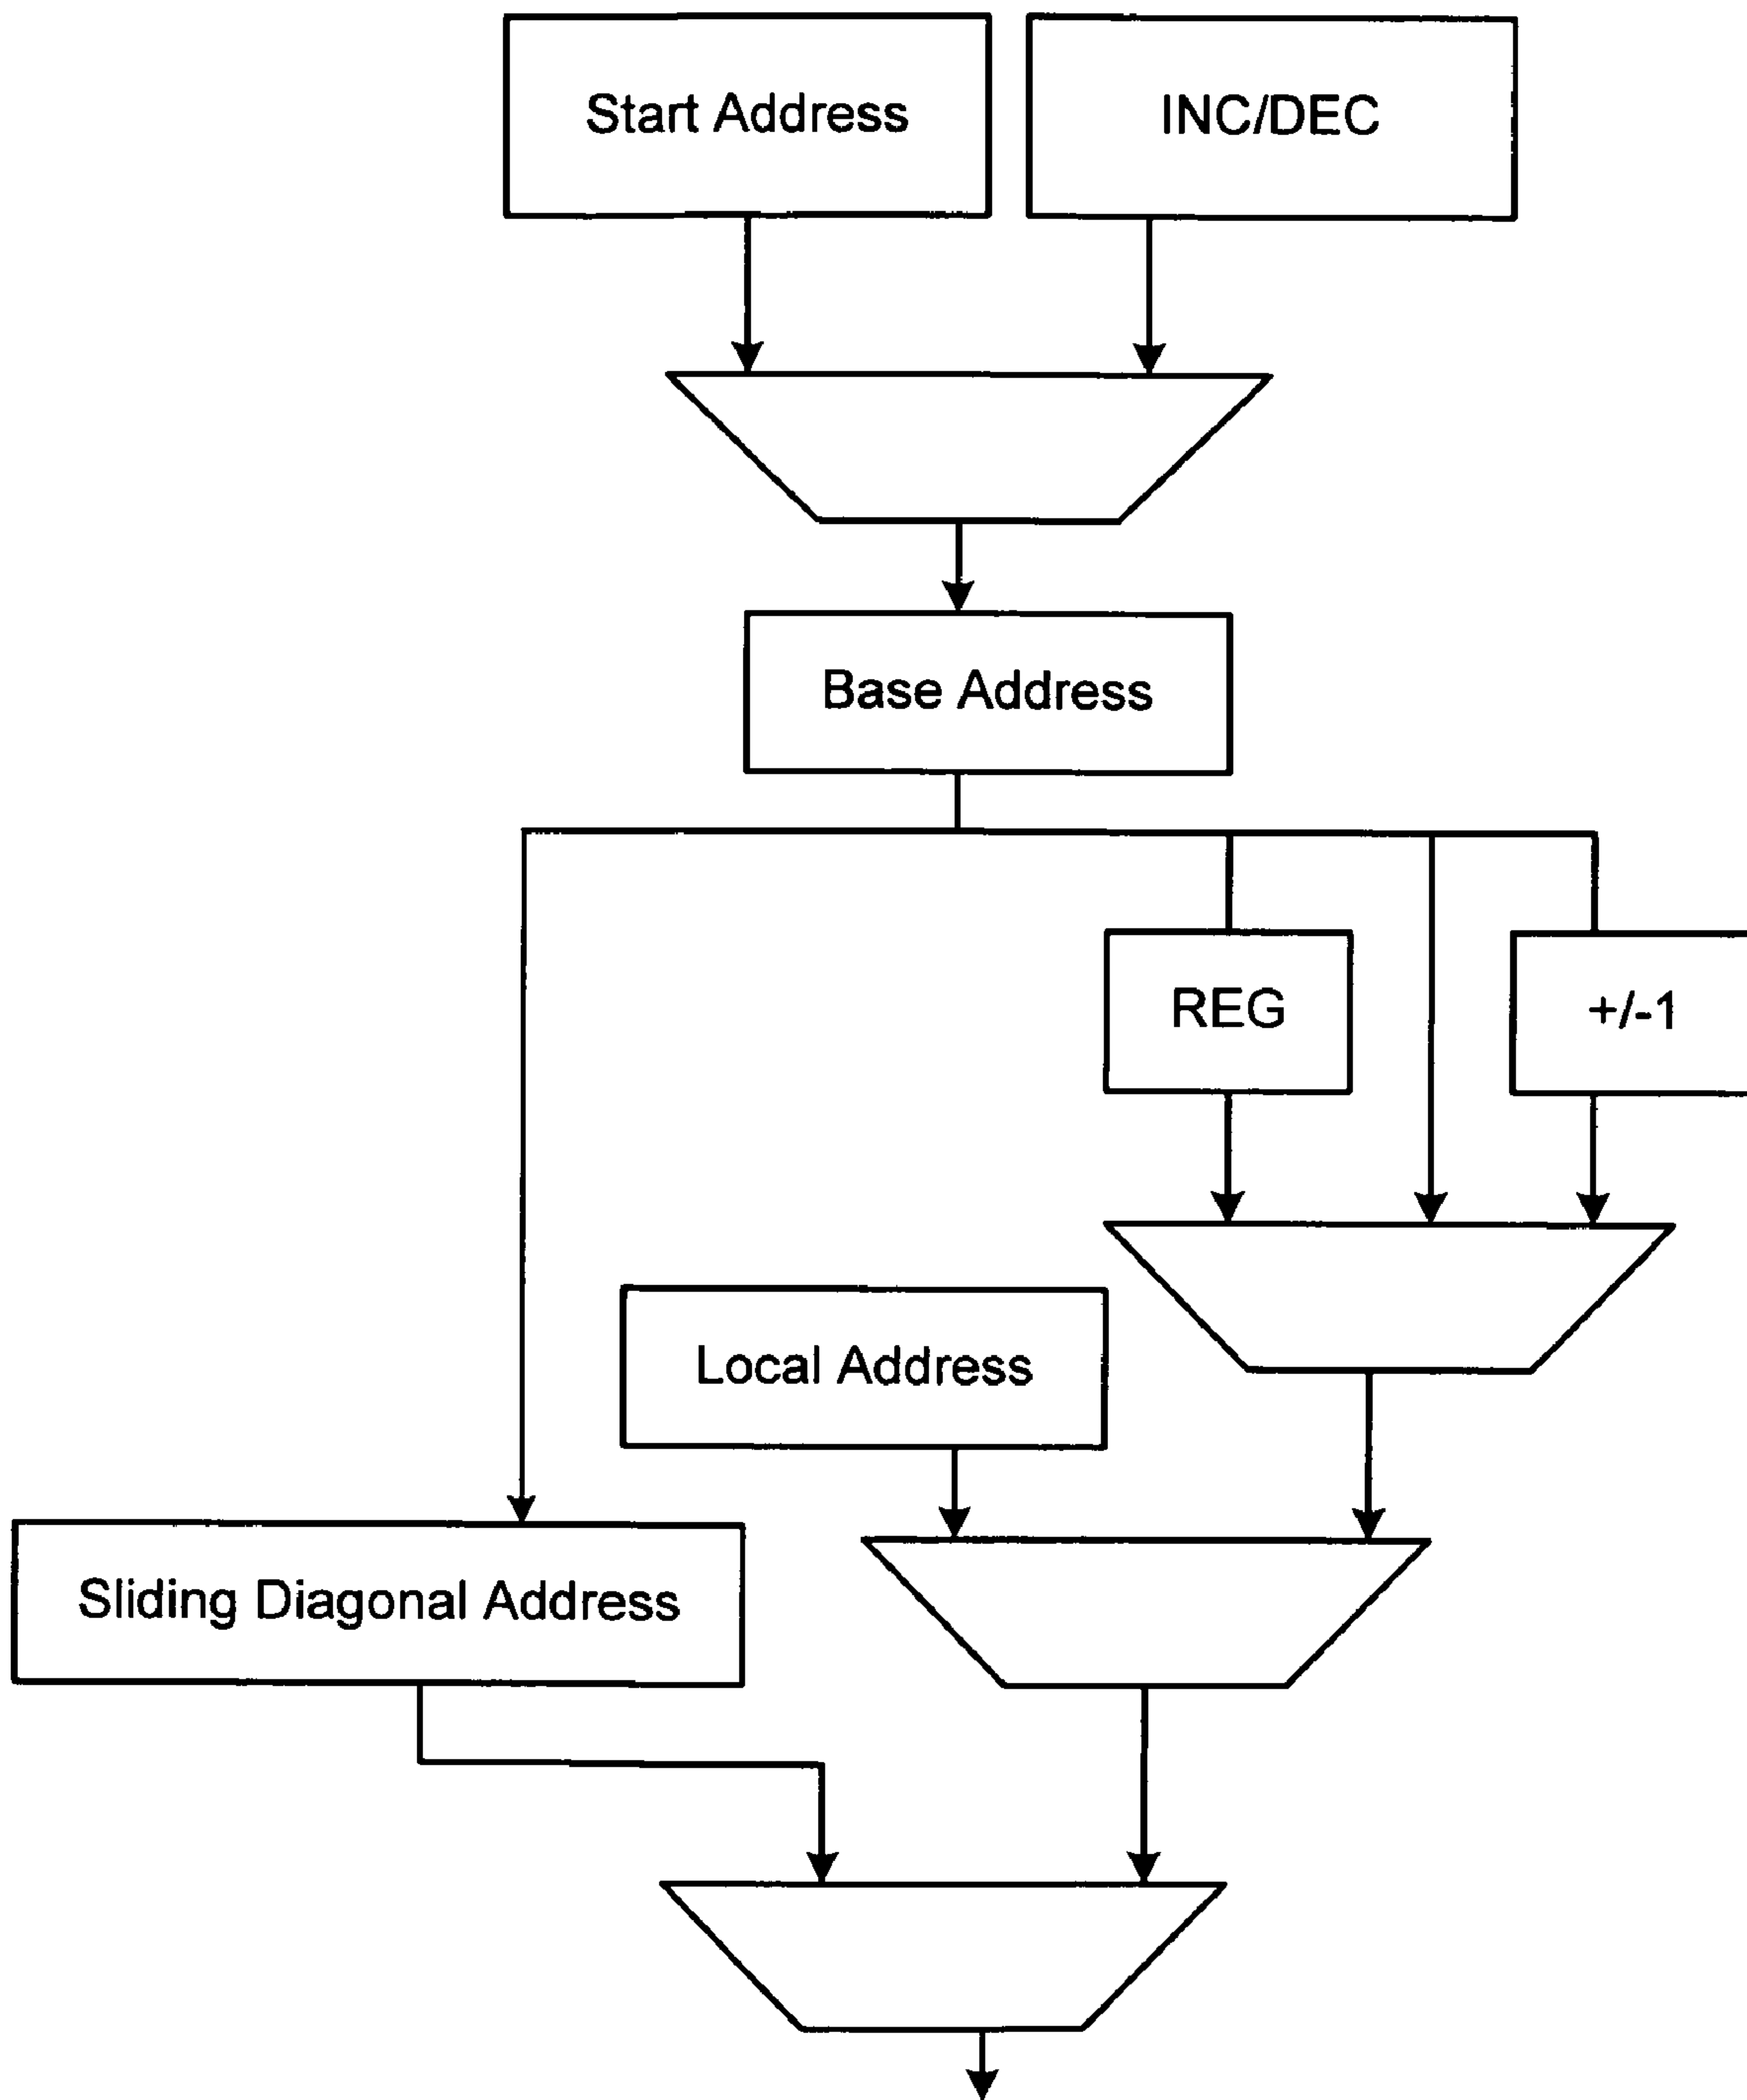 Start Address
INC/DEC
Base Address
REG
+/-1
Local Address
Sliding Diagonal Address